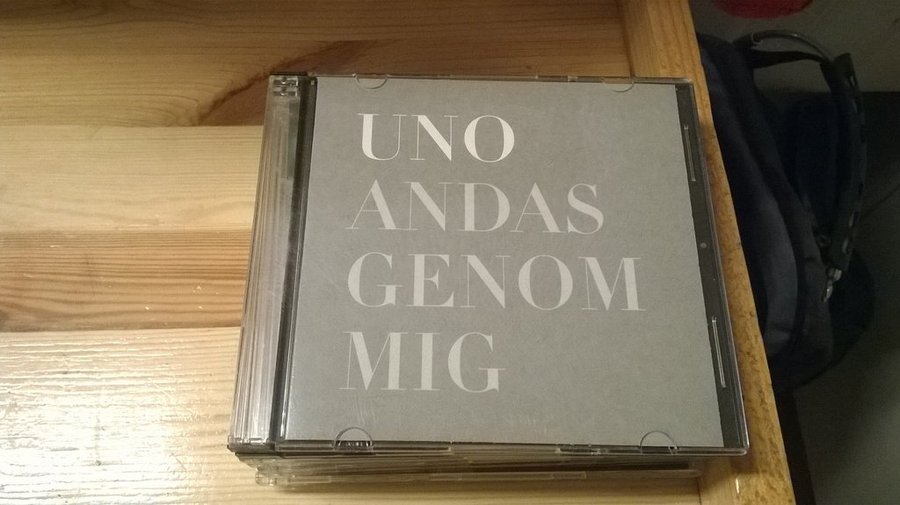 UNO
ANDAS
GENOM
MIG